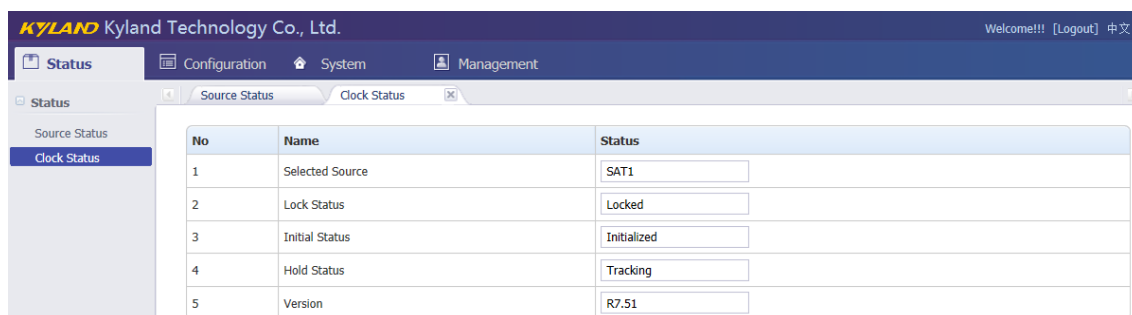 KYLAND Kyland Technology Co., Ltd. Welcome!!! [Logout] 中文
Status Configuration System Management
Status Source Status Clock Status
Source Status
Clock Status
No Name Status
1 Selected Source SAT1
2 Lock Status Locked
3 Initial Status Initialized
4 Hold Status Tracking
5 Version R7.51